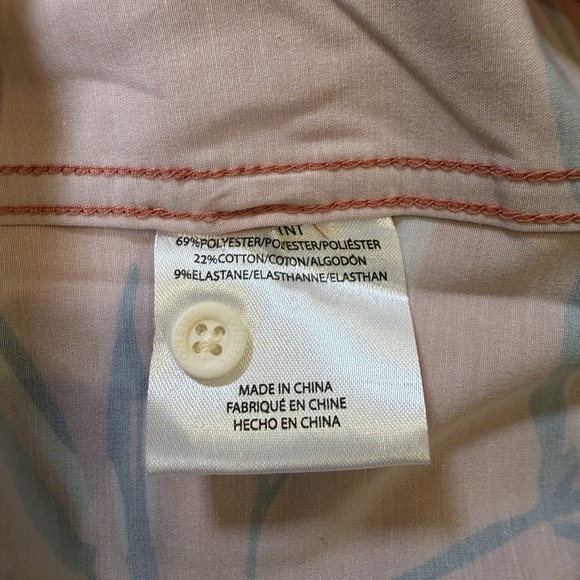 TNT
69%POLYESTER/POLYESTER/POLIÉSTER
22%COTTON/COTON/ALGODÓN
9%ELASTANE/ELASTHANNE/ELASTHAN
MADE IN CHINA
FABRIQUÉ EN CHINE
HECHO EN CHINA